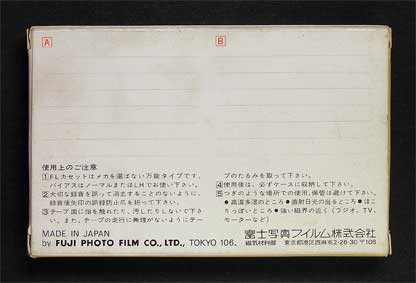 A
B
使用上のご注意
1 FLカセットはメカを選ばない万能タイプです。
バイアスはノーマルまたはLHでお使い下さい。
2 大切な録音を誤って消去することのないように、
録音後矢印の誤録防止爪を折って下さい。
3 テープ面に指を触れたり、汚したりしないで下
さい。また、テープの走行に無理がないようにテー
プのたるみを取って下さい。
4 使用後は、必ずケースに収納して下さい。
5 つぎのような場所での使用、保管は避けて下さい。
●高温多湿のところ ●直射日光の当るところ ●ほこ
りっぽいところ ●強い磁界の近く(ラジオ、TV、
モーターなど)
MADE IN JAPAN
by FUJI PHOTO FILM CO., LTD., TOKYO 106.
富士写真フイルム株式会社
磁気材料部 東京都港区西麻布2-26-30 〒106